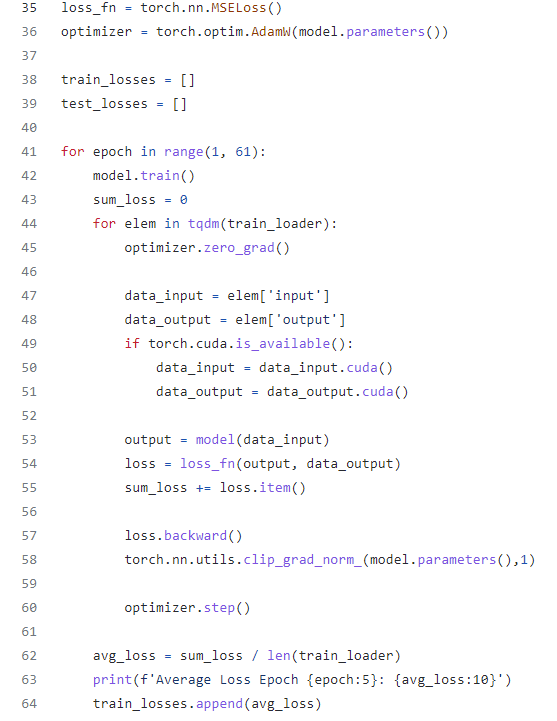 35 loss_fn = torch.nn.MSELoss()
36 optimizer = torch.optim.AdamW(model.parameters())
37
38 train_losses = []
39 test_losses = []
40
41 for epoch in range(1, 61):
42     model.train()
43     sum_loss = 0
44     for elem in tqdm(train_loader):
45         optimizer.zero_grad()
46
47         data_input = elem['input']
48         data_output = elem['output']
49         if torch.cuda.is_available():
50             data_input = data_input.cuda()
51             data_output = data_output.cuda()
52
53         output = model(data_input)
54         loss = loss_fn(output, data_output)
55         sum_loss += loss.item()
56
57         loss.backward()
58         torch.nn.utils.clip_grad_norm_(model.parameters(),1)
59
60         optimizer.step()
61
62     avg_loss = sum_loss / len(train_loader)
63     print(f'Average Loss Epoch {epoch:5}: {avg_loss:10}')
64     train_losses.append(avg_loss)